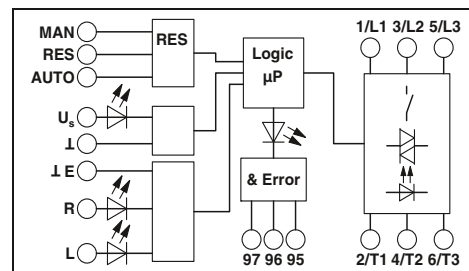 MAN
RES
AUTO
RES
Us
⊥
⊥ E
R
L
Logic
µP
& Error
97 96 95
1/L1 3/L2 5/L3
2/T1 4/T2 6/T3